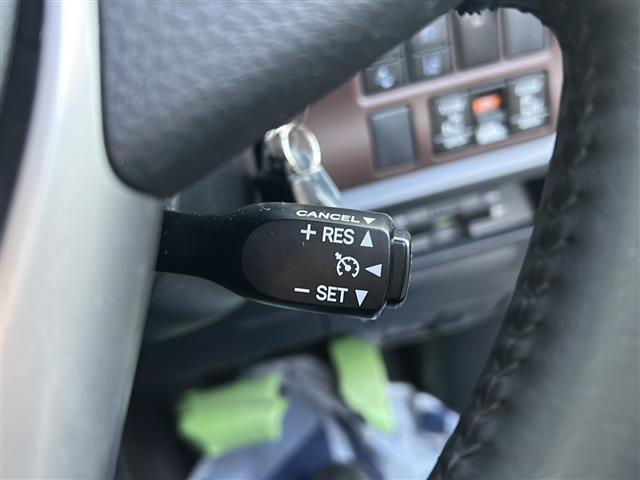 CANCEL▼
+ RES ▲
◀
− SET ▼